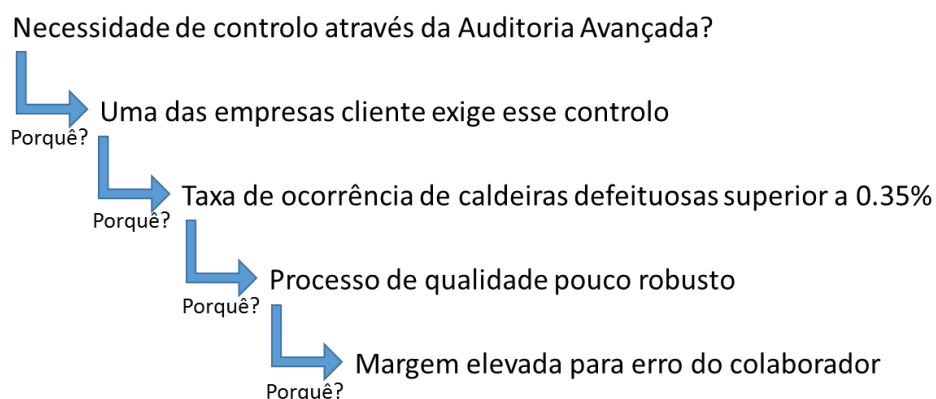 Necessidade de controlo através da Auditoria Avançada?
Porquê?
Uma das empresas cliente exige esse controlo
Porquê?
Taxa de ocorrência de caldeiras defeituosas superior a 0.35%
Porquê?
Processo de qualidade pouco robusto
Porquê?
Margem elevada para erro do colaborador